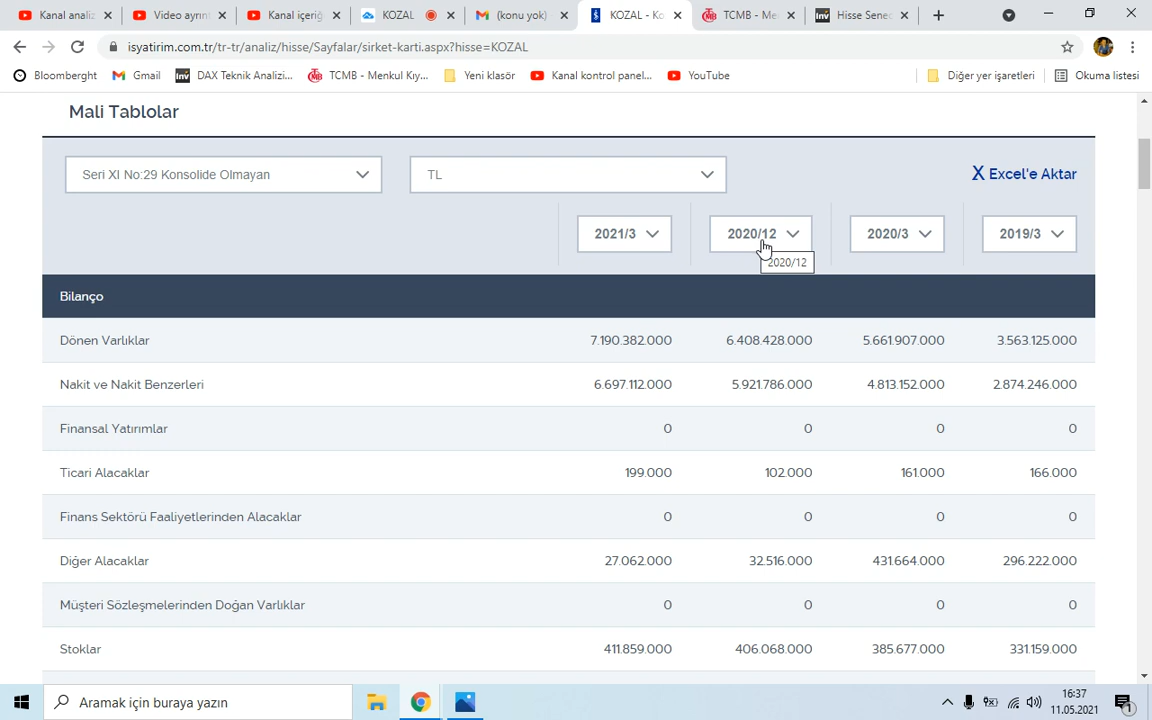 Kanal analiz
Video ayrınt
Kanal içeriğ
KOZAL
(konu yok)
KOZAL - Ko
TCMB - Me
Hisse Sened
isyatirim.com.tr/tr-tr/analiz/hisse/Sayfalar/sirket-karti.aspx?hisse=KOZAL
Bloomberght
Gmail
DAX Teknik Analizi...
TCMB - Menkul Kıy...
Yeni klasör
Kanal kontrol panel...
YouTube
Diğer yer işaretleri
Okuma listesi
Mali Tablolar
Seri XI No:29 Konsolide Olmayan
TL
X Excel'e Aktar
2021/3 2020/12 2020/3 2019/3
2020/12
Bilanço
Dönen Varlıklar 7.190.382.000 6.408.428.000 5.661.907.000 3.563.125.000
Nakit ve Nakit Benzerleri 6.697.112.000 5.921.786.000 4.813.152.000 2.874.246.000
Finansal Yatırımlar 0 0 0 0
Ticari Alacaklar 199.000 102.000 161.000 166.000
Finans Sektörü Faaliyetlerinden Alacaklar 0 0 0 0
Diğer Alacaklar 27.062.000 32.516.000 431.664.000 296.222.000
Müşteri Sözleşmelerinden Doğan Varlıklar 0 0 0 0
Stoklar 411.859.000 406.068.000 385.677.000 331.159.000
Aramak için buraya yazın
16:37
11.05.2021
1